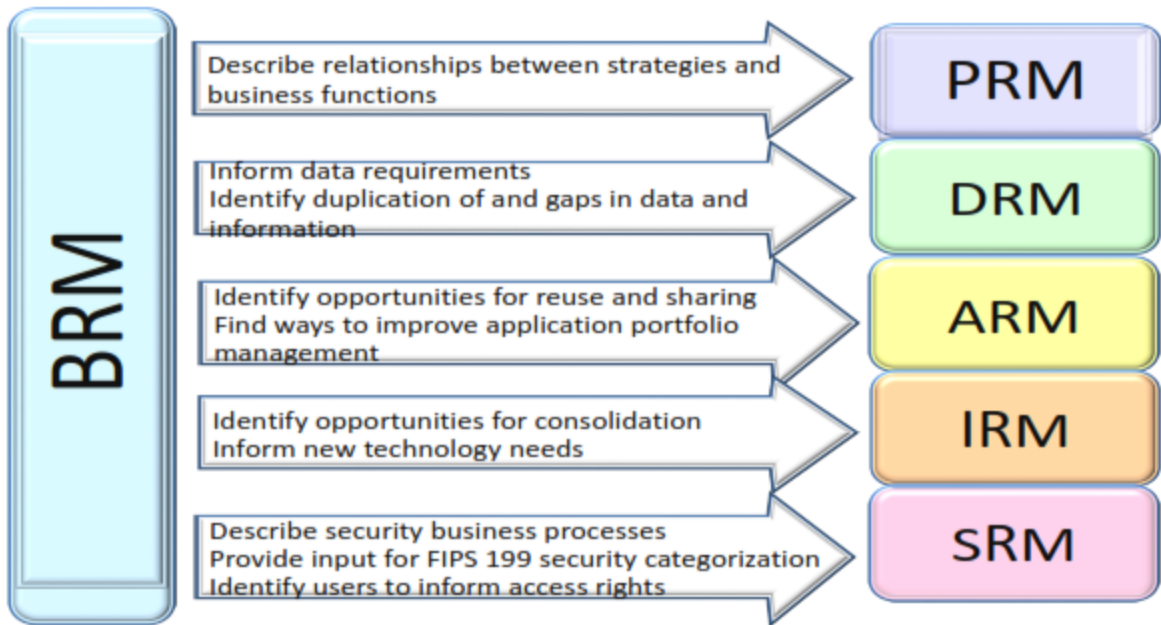 BRM
Describe relationships between strategies and
business functions
PRM
Inform data requirements
Identify duplication of and gaps in data and
information
DRM
Identify opportunities for reuse and sharing
Find ways to improve application portfolio
management
ARM
Identify opportunities for consolidation
Inform new technology needs
IRM
Describe security business processes
Provide input for FIPS 199 security categorization
Identify users to inform access rights
SRM